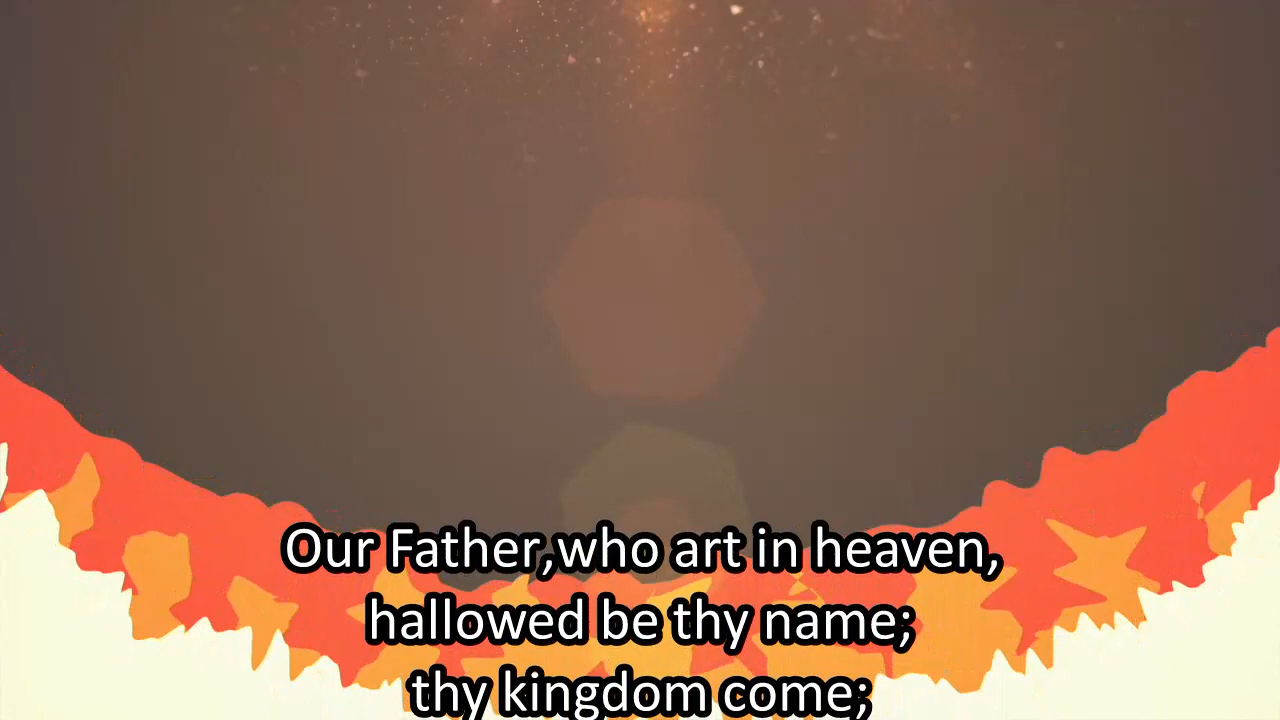 Our Father,who art in heaven,
hallowed be thy name;
thy kingdom come;